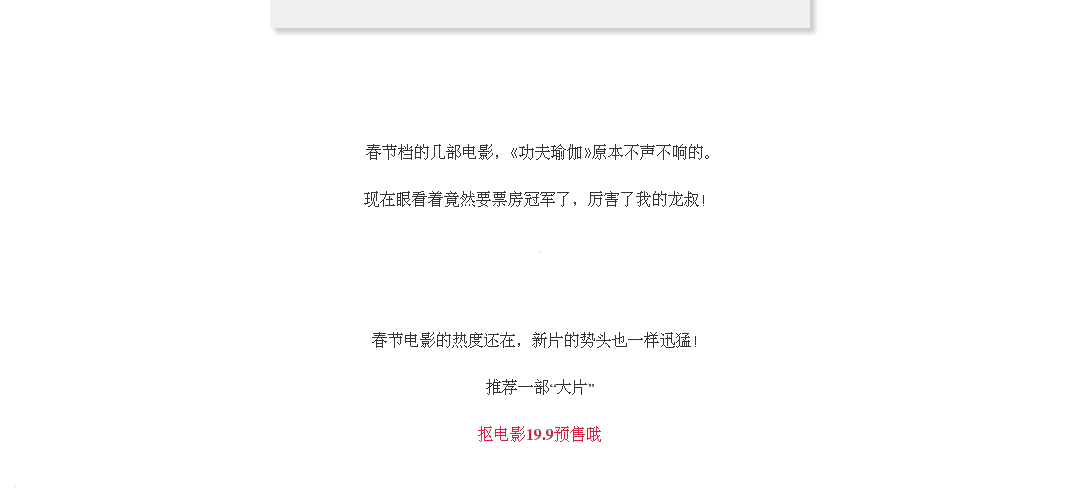 春节档的几部电影，《功夫瑜伽》原本不声不响的。
现在眼看着竟然要票房冠军了，厉害了我的龙叔!
春节电影的热度还在，新片的势头也一样迅猛!
推荐一部“大片”
抠电影19.9预售哦